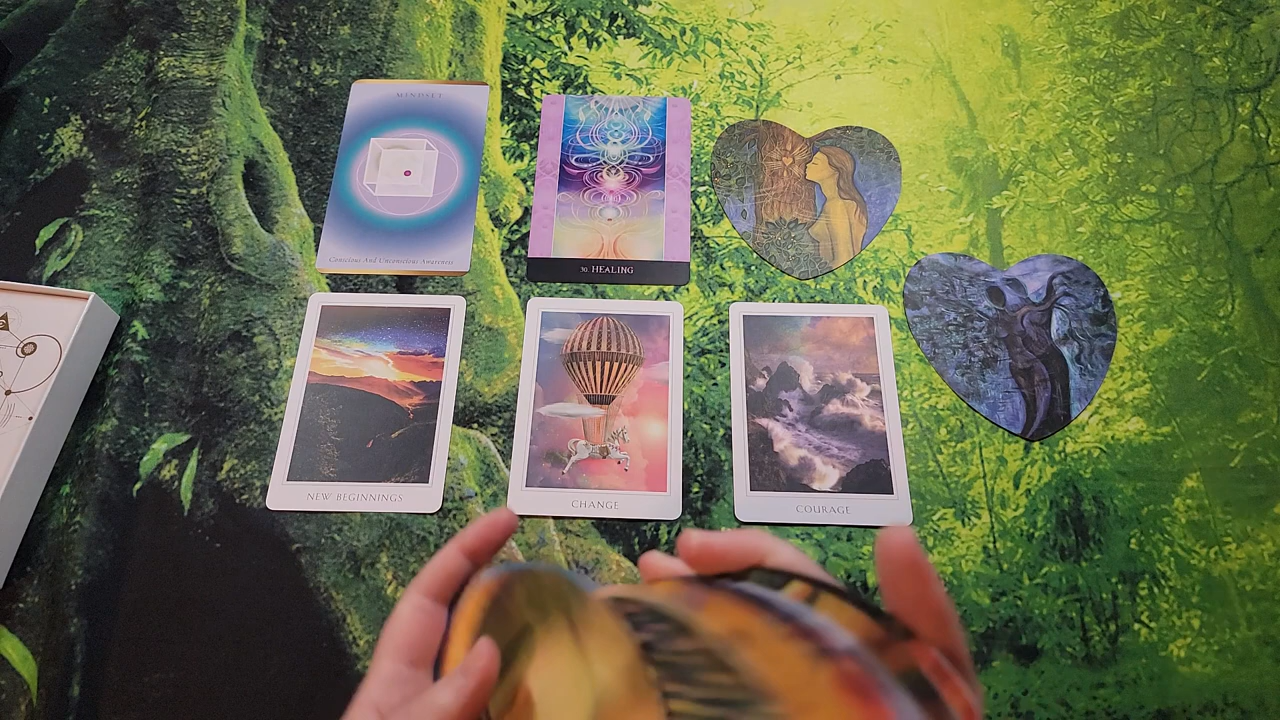 MINDSET
Conscious And Unconscious Awareness
30. HEALING
NEW BEGINNINGS
CHANGE
COURAGE